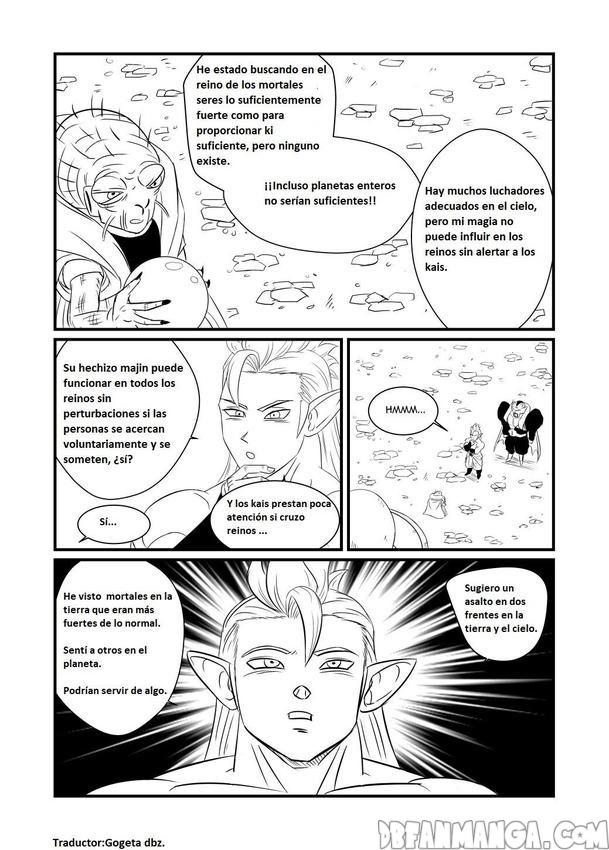 He estado buscando en el
reino de los mortales
seres lo suficientemente
fuerte como para
proporcionar ki
suficiente, pero ninguno
existe.
¡¡Incluso planetas enteros
no serían suficientes!!
Hay muchos luchadores
adecuados en el cielo,
pero mi magia no
puede influir en los
reinos sin alertar a los
kais.
Su hechizo majin puede
funcionar en todos los
reinos sin
perturbaciones si las
personas se acercan
voluntariamente y se
someten, ¿sí?
Sí...
Y los kais prestan poca
atención si cruzo
reinos ...
HMMM...
He visto mortales en la
tierra que eran más
fuertes de lo normal.
Sentí a otros en el
planeta.
Podrían servir de algo.
Sugiero un
asalto en dos
frentes en la
tierra y el cielo.
Traductor:Gogeta dbz.
DBFANMANGA.COM